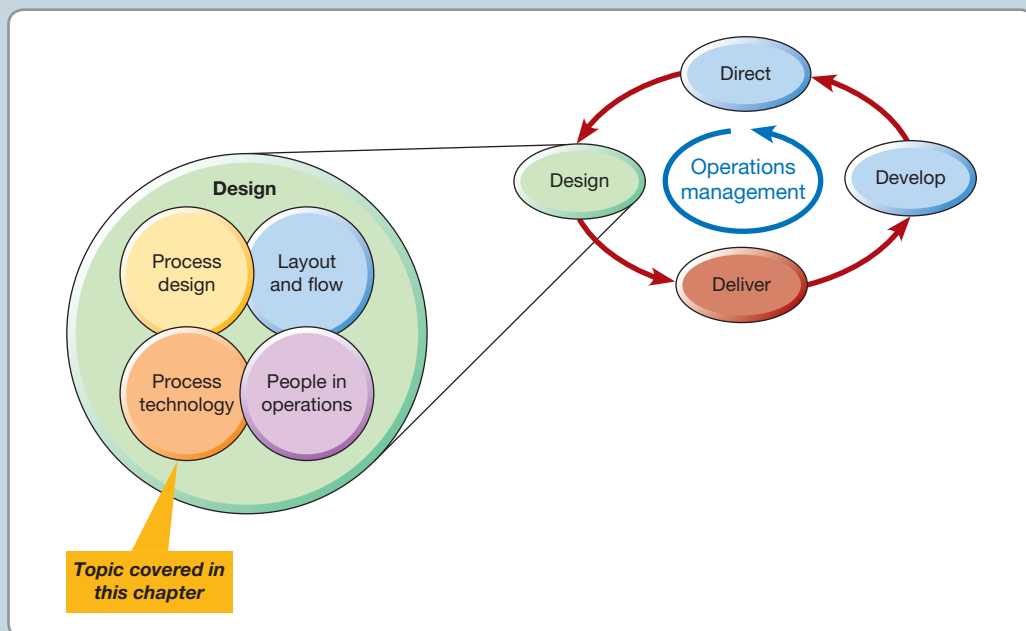 Direct
Design
Operations
management
Develop
Deliver
Design
Process
design
Layout
and flow
Process
technology
People in
operations
Topic covered in
this chapter